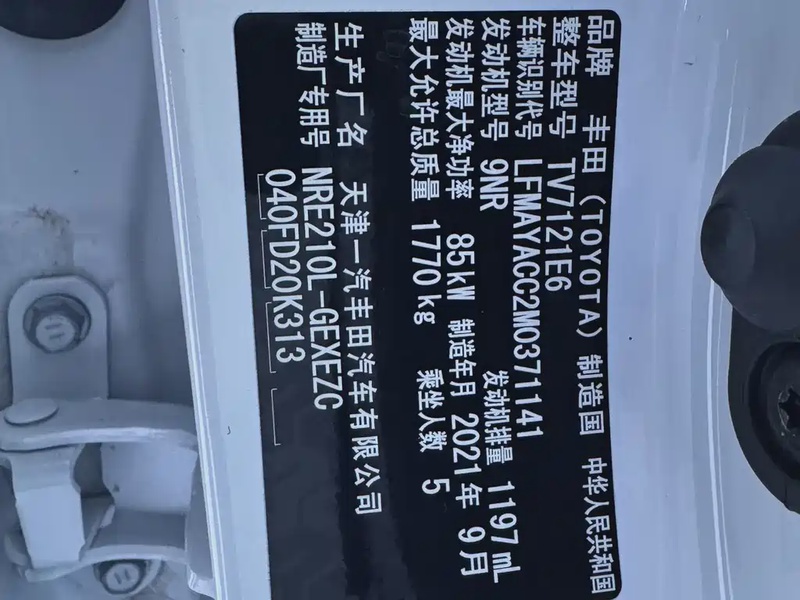 品牌 丰田（TOYOTA） 制造国 中华人民共和国
整车型号 TV7121E6
车辆识别代号 LFMAYACC2M0371141
发动机型号 9NR 发动机排量 1197 mL
发动机最大净功率 85kW 制造年月 2021年 9月
最大允许总质量 1770kg 乘坐人数 5
生产厂名 天津一汽丰田汽车有限公司
制造厂专用号 NRE210L-GEXEZC
040FD20K313